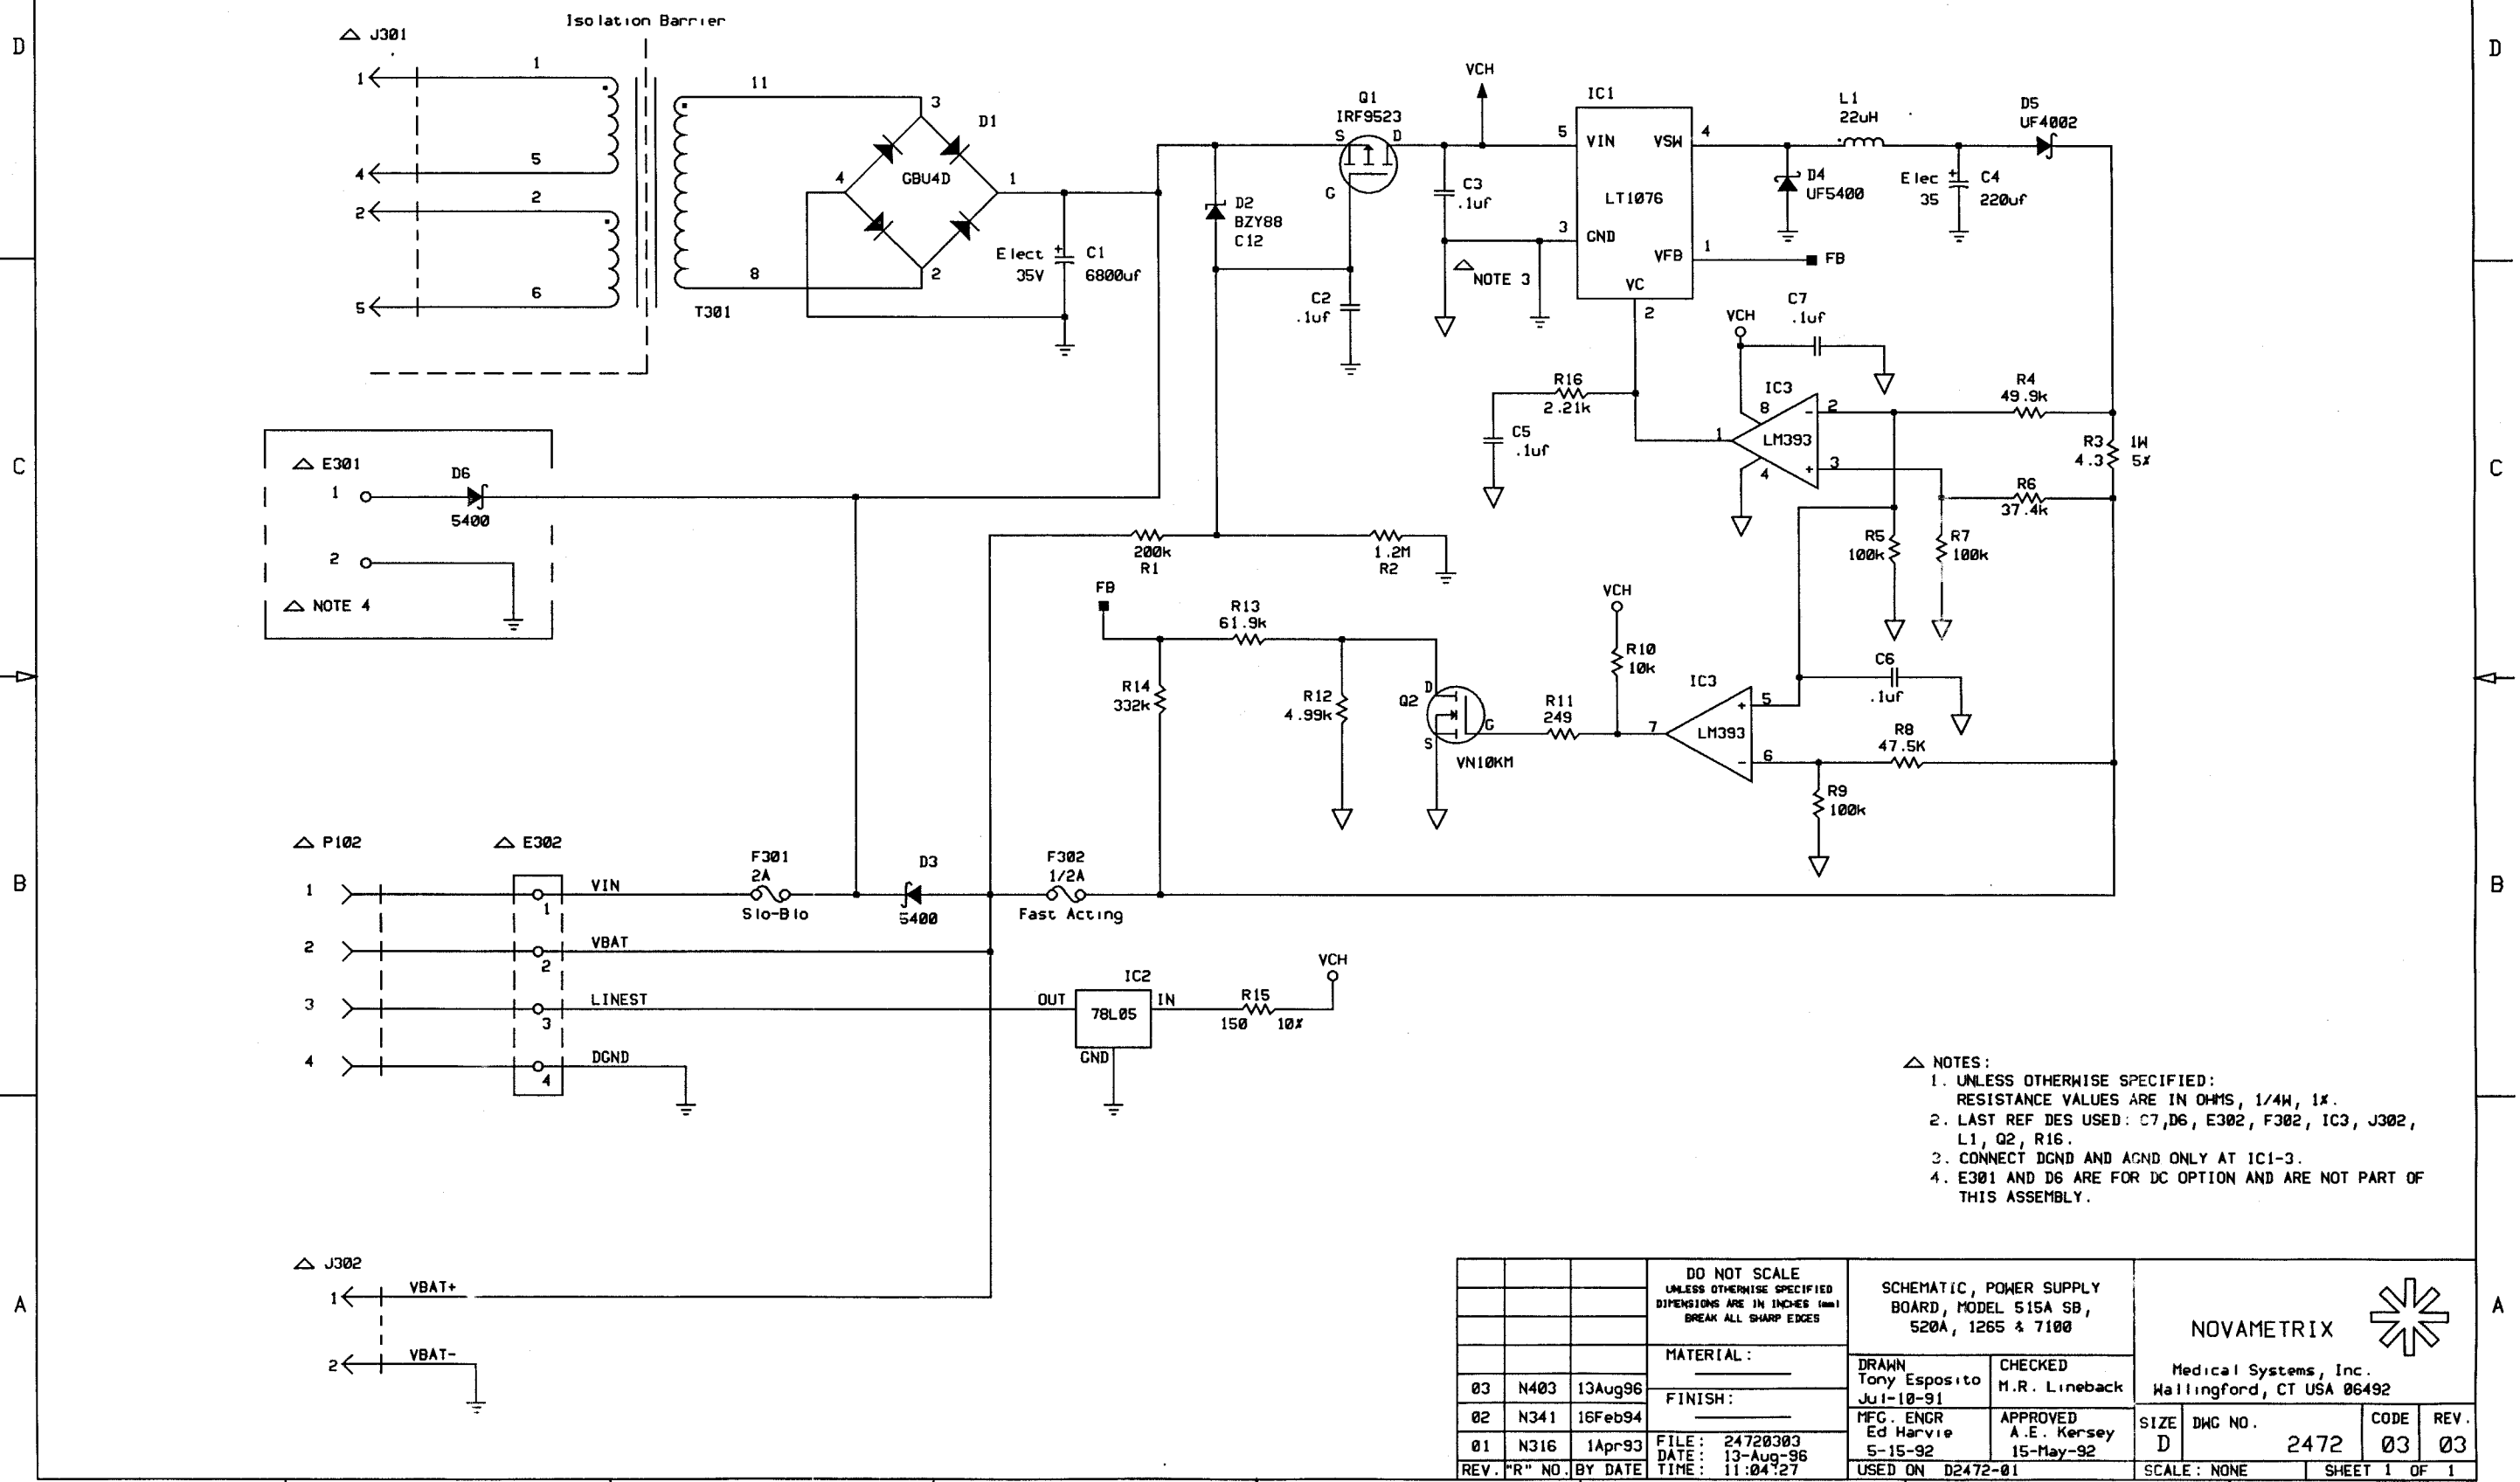 Isolation Barrier
D
D
J301
1
1
4
5
2
2
5
6
11
8
T301
3
D1
4
GBU4D
1
2
Elect +
35V
C1
6800uf
D2
BZY88
C12
Q1
IRF9523
S
D
G
C2
.1uf
VCH
C3
.1uf
NOTE 3
IC1
5
VIN
VSW
4
LT1076
3
GND
VFB
1
FB
VC
2
L1
22uH
D4
UF5400
Elec +
35
C4
220uf
D5
UF4002
VCH
C7
.1uf
R16
2.21k
C5
.1uf
IC3
8
2
-
LM393
1
+
3
4
R4
49.9k
R3
4.3
1W
5%
R6
37.4k
R5
100k
R7
100k
C
C
E301
1
D6
5400
2
NOTE 4
200k
R1
1.2M
R2
FB
R13
61.9k
R14
332k
R12
4.99k
Q2
D
G
S
VN10KM
R11
249
VCH
R10
10k
IC3
7
LM393
+
5
-
6
C6
.1uf
R8
47.5K
R9
100k
B
B
P102
E302
1
1
VIN
F301
2A
Slo-Blo
D3
5400
F302
1/2A
Fast Acting
2
2
VBAT
3
3
LINEST
OUT
IC2
78L05
IN
GND
R15
150
10%
VCH
4
4
DGND
NOTES:
1. UNLESS OTHERWISE SPECIFIED:
RESISTANCE VALUES ARE IN OHMS, 1/4W, 1%.
2. LAST REF DES USED: C7,D6, E302, F302, IC3, J302,
L1, Q2, R16.
3. CONNECT DGND AND AGND ONLY AT IC1-3.
4. E301 AND D6 ARE FOR DC OPTION AND ARE NOT PART OF
THIS ASSEMBLY.
A
A
J302
1
VBAT+
2
VBAT-
DO NOT SCALE
UNLESS OTHERWISE SPECIFIED
DIMENSIONS ARE IN INCHES (mm)
BREAK ALL SHARP EDGES
MATERIAL:
FINISH:
FILE: 24720303
DATE: 13-Aug-96
TIME: 11:04:27
03 N403 13Aug96
02 N341 16Feb94
01 N316 1Apr93
REV. "R" NO. BY DATE
SCHEMATIC, POWER SUPPLY
BOARD, MODEL 515A SB,
520A, 1265 & 7100
DRAWN
Tony Esposito
Jul-10-91
CHECKED
M.R. Lineback
MFG. ENGR
Ed Harvie
5-15-92
APPROVED
A.E. Kersey
15-May-92
USED ON D2472-01
NOVAMETRIX
Medical Systems, Inc.
Wallingford, CT USA 06492
SIZE
D
DWG NO.
2472
CODE
03
REV.
03
SCALE: NONE
SHEET 1 OF 1